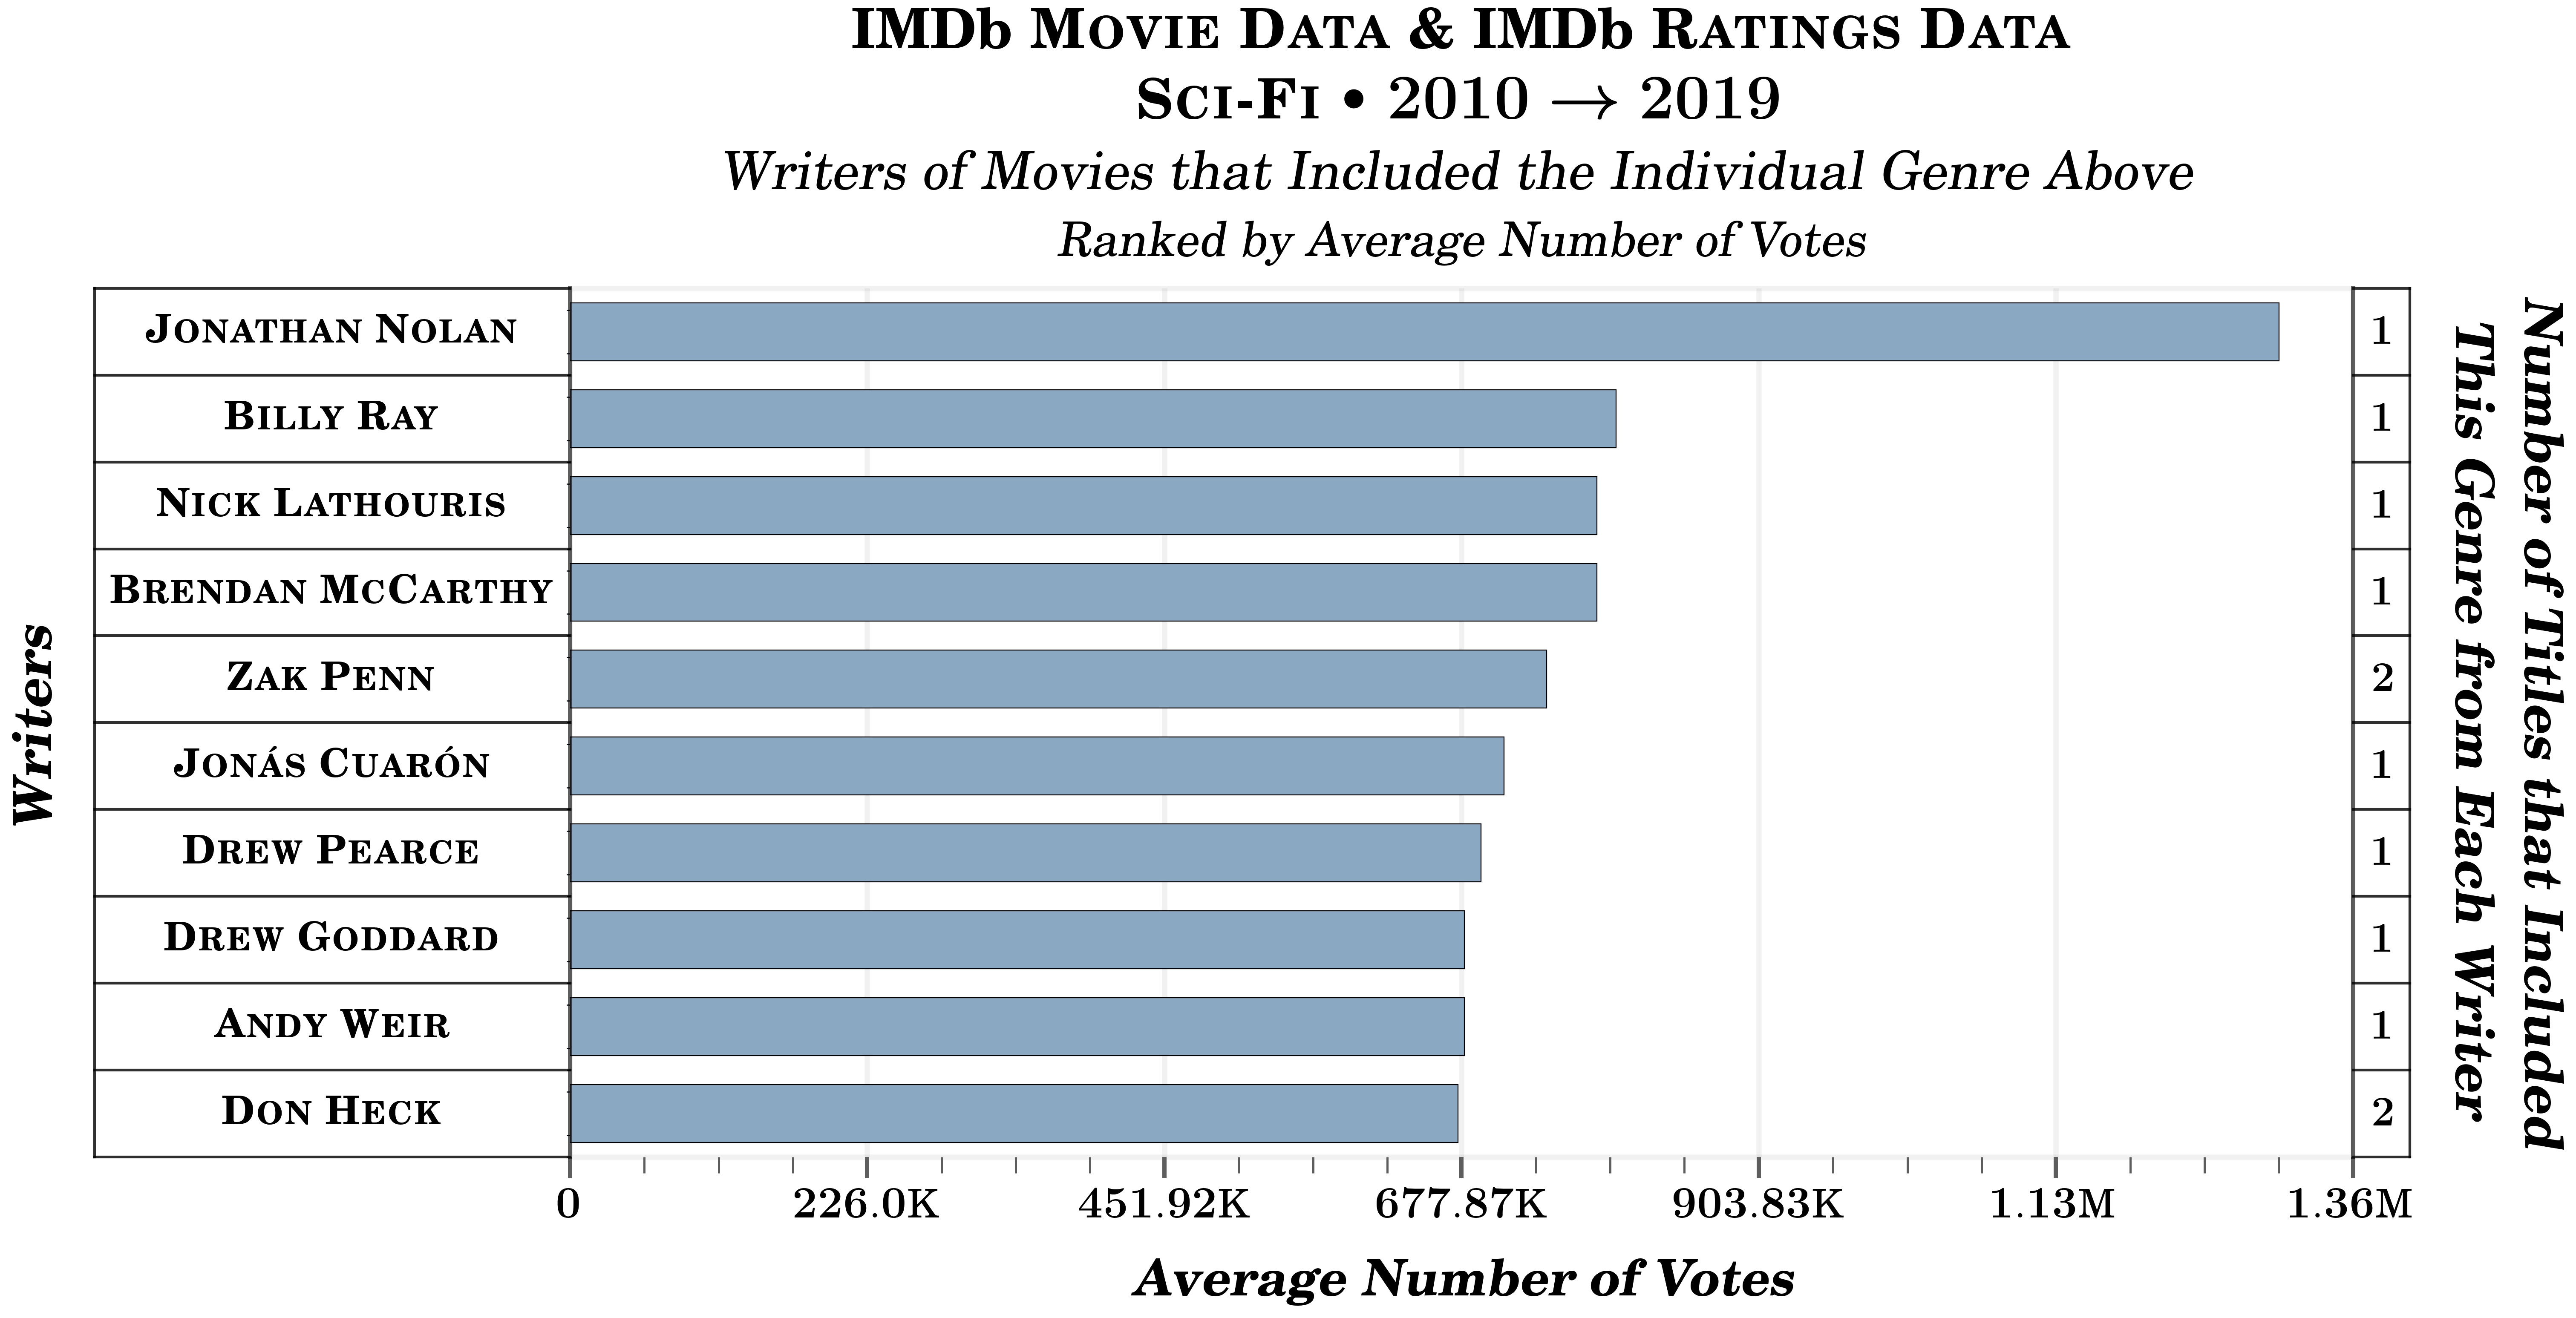 IMDb Movie Data & IMDb Ratings Data
Sci-Fi • 2010 → 2019
Writers of Movies that Included the Individual Genre Above
Ranked by Average Number of Votes
Writers
Jonathan Nolan 1
Billy Ray 1
Nick Lathouris 1
Brendan McCarthy 1
Zak Penn 2
Jonás Cuarón 1
Drew Pearce 1
Drew Goddard 1
Andy Weir 1
Don Heck 2
Number of Titles that Included
This Genre from Each Writer
0 226.0K 451.92K 677.87K 903.83K 1.13M 1.36M
Average Number of Votes